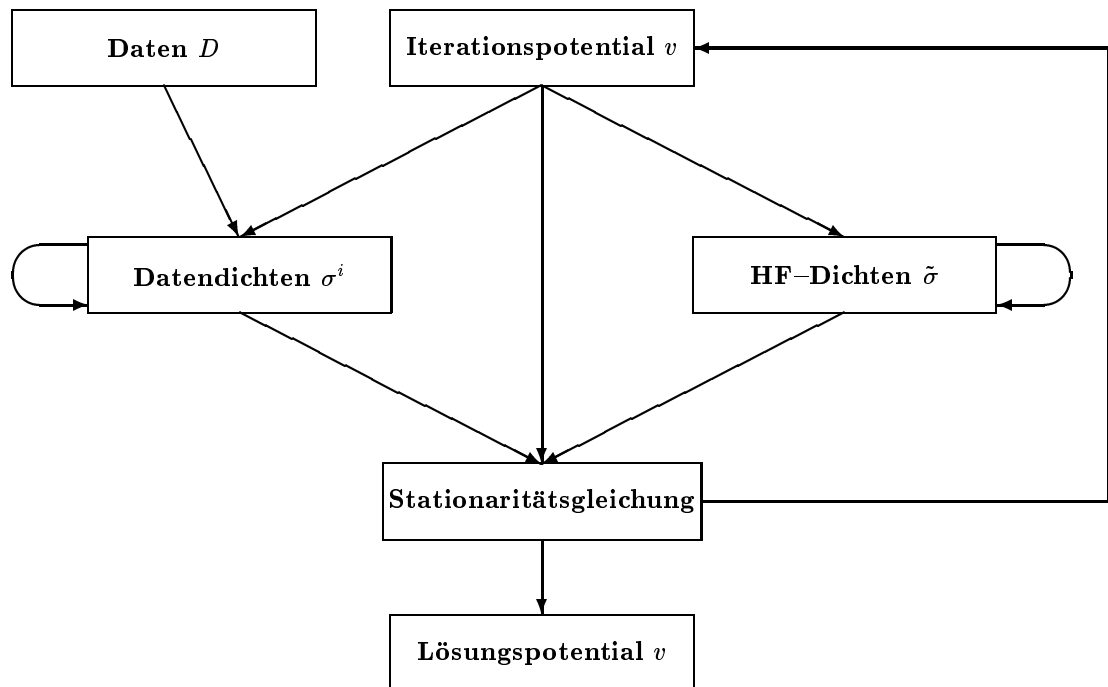 Daten D
Iterationspotential v
Datendichten σ^i
HF–Dichten σ̃
Stationaritätsgleichung
Lösungspotential v